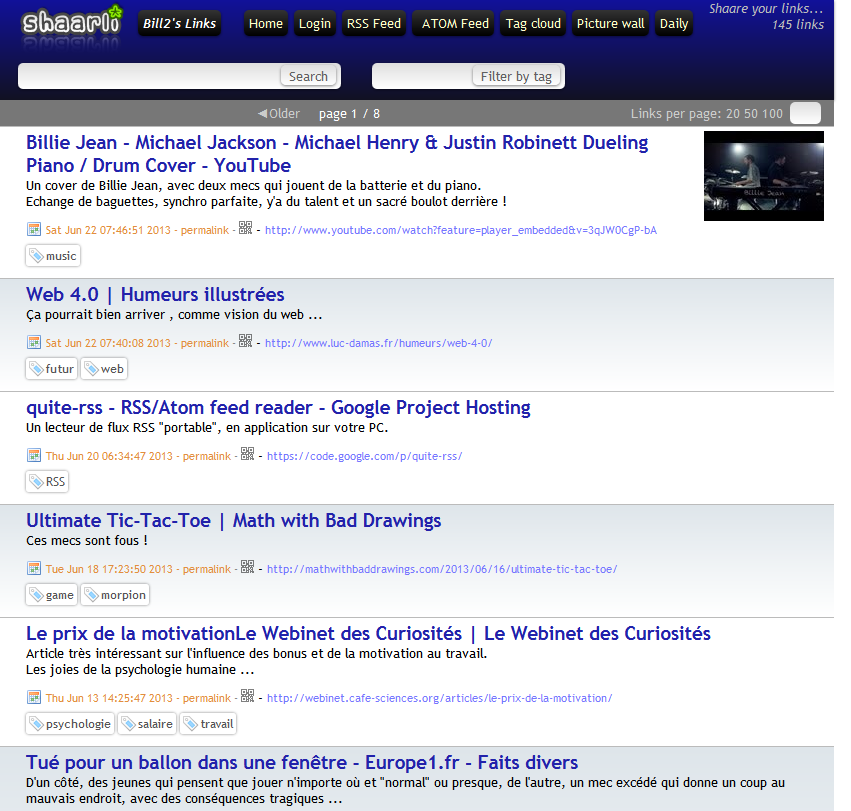 shaarli
Bill2's Links
Home
Login
RSS Feed
ATOM Feed
Tag cloud
Picture wall
Daily
Shaare your links...
145 links
Search
Filter by tag
◄Older page 1 / 8
Links per page: 20 50 100
Billie Jean - Michael Jackson - Michael Henry & Justin Robinett Dueling
Piano / Drum Cover - YouTube
Un cover de Billie Jean, avec deux mecs qui jouent de la batterie et du piano.
Echange de baguettes, synchro parfaite, y'a du talent et un sacré boulot derrière !
Billie Jean
Sat Jun 22 07:46:51 2013 - permalink - - http://www.youtube.com/watch?feature=player_embedded&v=3qJW0CgP-bA
music
Web 4.0 | Humeurs illustrées
Ça pourrait bien arriver , comme vision du web ...
Sat Jun 22 07:40:08 2013 - permalink - - http://www.luc-damas.fr/humeurs/web-4-0/
futur
web
quite-rss - RSS/Atom feed reader - Google Project Hosting
Un lecteur de flux RSS "portable", en application sur votre PC.
Thu Jun 20 06:34:47 2013 - permalink - - https://code.google.com/p/quite-rss/
RSS
Ultimate Tic-Tac-Toe | Math with Bad Drawings
Ces mecs sont fous !
Tue Jun 18 17:23:50 2013 - permalink - - http://mathwithbaddrawings.com/2013/06/16/ultimate-tic-tac-toe/
game
morpion
Le prix de la motivationLe Webinet des Curiosités | Le Webinet des Curiosités
Article très intéressant sur l'influence des bonus et de la motivation au travail.
Les joies de la psychologie humaine ...
Thu Jun 13 14:25:47 2013 - permalink - - http://webinet.cafe-sciences.org/articles/le-prix-de-la-motivation/
psychologie
salaire
travail
Tué pour un ballon dans une fenêtre - Europe1.fr - Faits divers
D'un côté, des jeunes qui pensent que jouer n'importe où et "normal" ou presque, de l'autre, un mec excédé qui donne un coup au
mauvais endroit, avec des conséquences tragiques ...